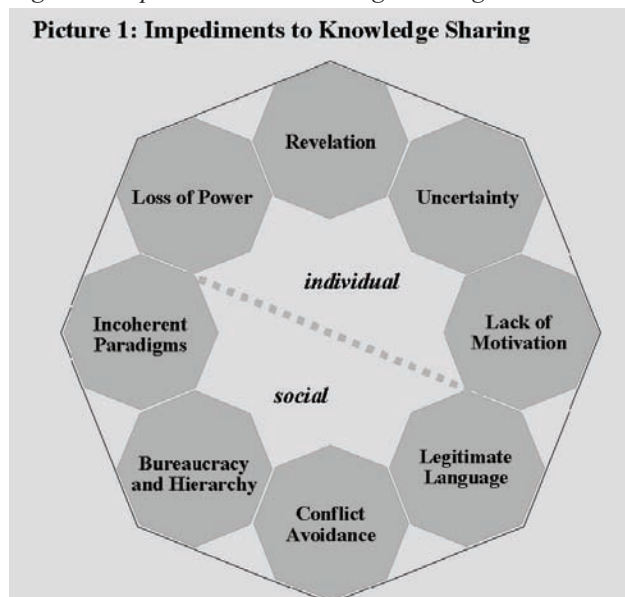 Picture 1: Impediments to Knowledge Sharing
Revelation
Loss of Power
Uncertainty
individual
Incoherent
Paradigms
Lack of
Motivation
social
Bureaucracy
and Hierarchy
Legitimate
Language
Conflict
Avoidance